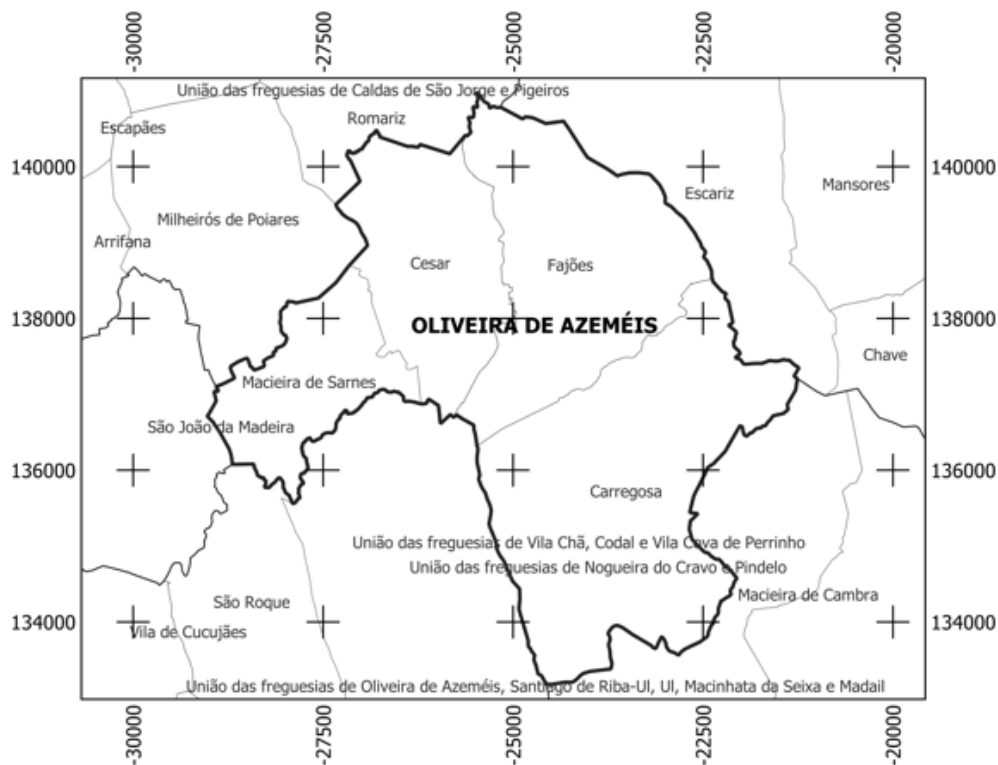 -30000
-27500
-25000
-22500
-20000
União das freguesias de Caldas de São Jorge e Pigeiros
Romariz
Escapães
140000
140000
Mansores
Escariz
Milheirós de Poiares
Arrifana
Cesar
Fajões
138000
OLIVEIRA DE AZEMÉIS
138000
Chave
Macieira de Sarnes
São João da Madeira
136000
136000
Carregosa
União das freguesias de Vila Chã, Codal e Vila Cova de Perrinho
União das freguesias de Nogueira do Cravo e Pindelo
Macieira de Cambra
São Roque
134000
134000
Vila de Cucujães
União das freguesias de Oliveira de Azeméis, Santiago de Riba-Ul, Ul, Macinhata da Seixa e Madail
-30000
-27500
-25000
-22500
-20000